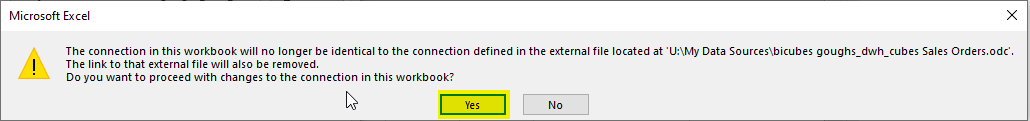 Microsoft Excel
The connection in this workbook will no longer be identical to the connection defined in the external file located at 'U:\My Data Sources\bicubes goughs_dwh_cubes Sales Orders.odc'.
The link to that external file will also be removed.
Do you want to proceed with changes to the connection in this workbook?
Yes No